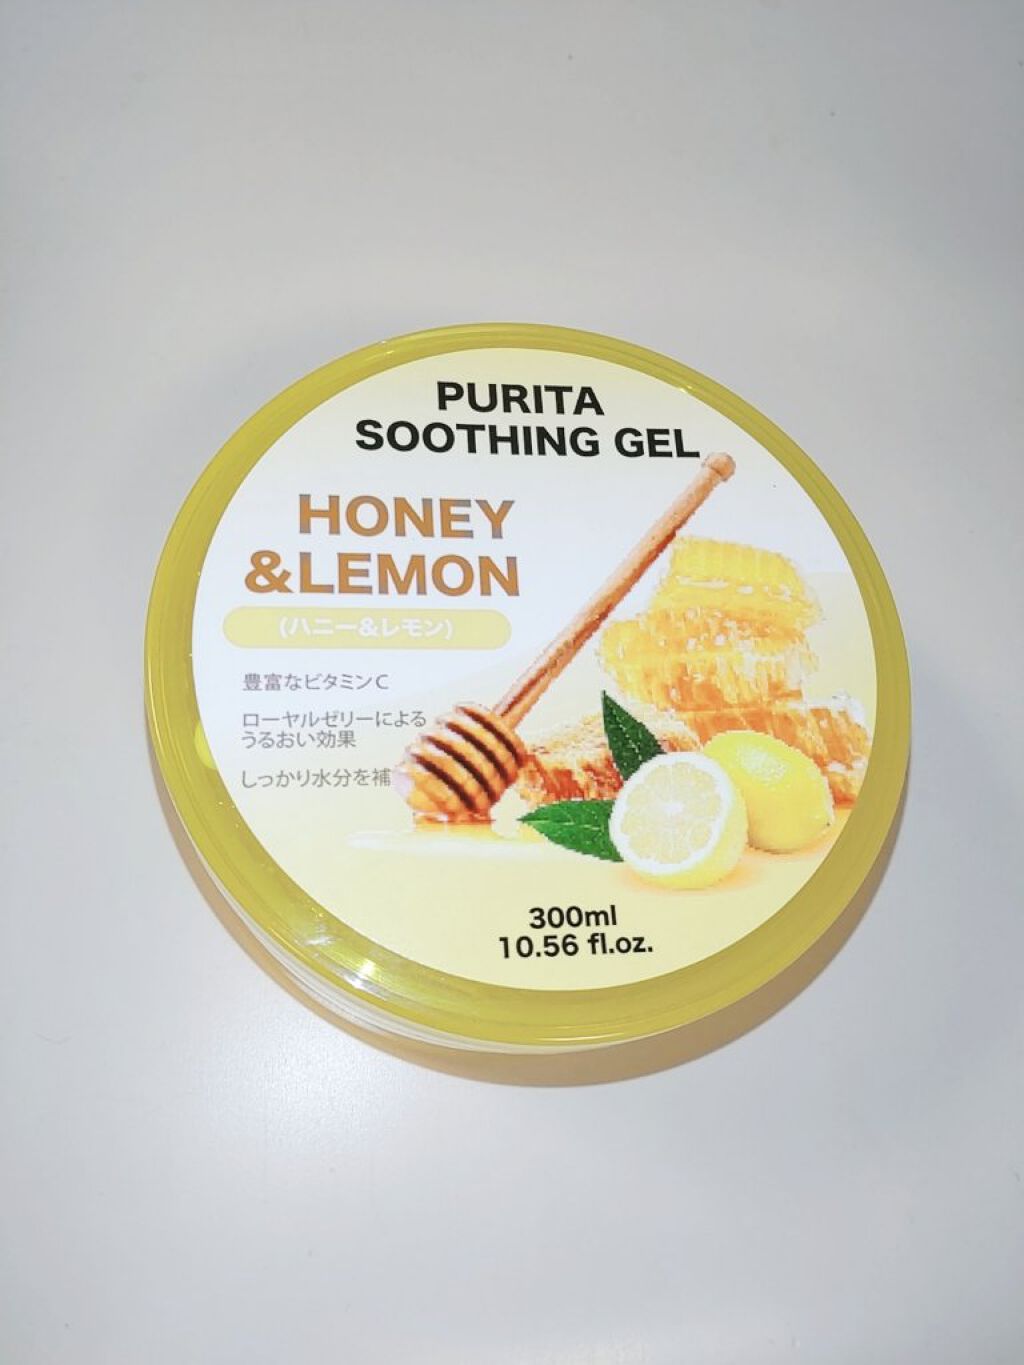 PURITA
SOOTHING GEL
HONEY
&LEMON
(ハニー&レモン)
豊富なビタミンC
ローヤルゼリーによる
うるおい効果
しっかり水分を補
300ml
10.56 fl.oz.